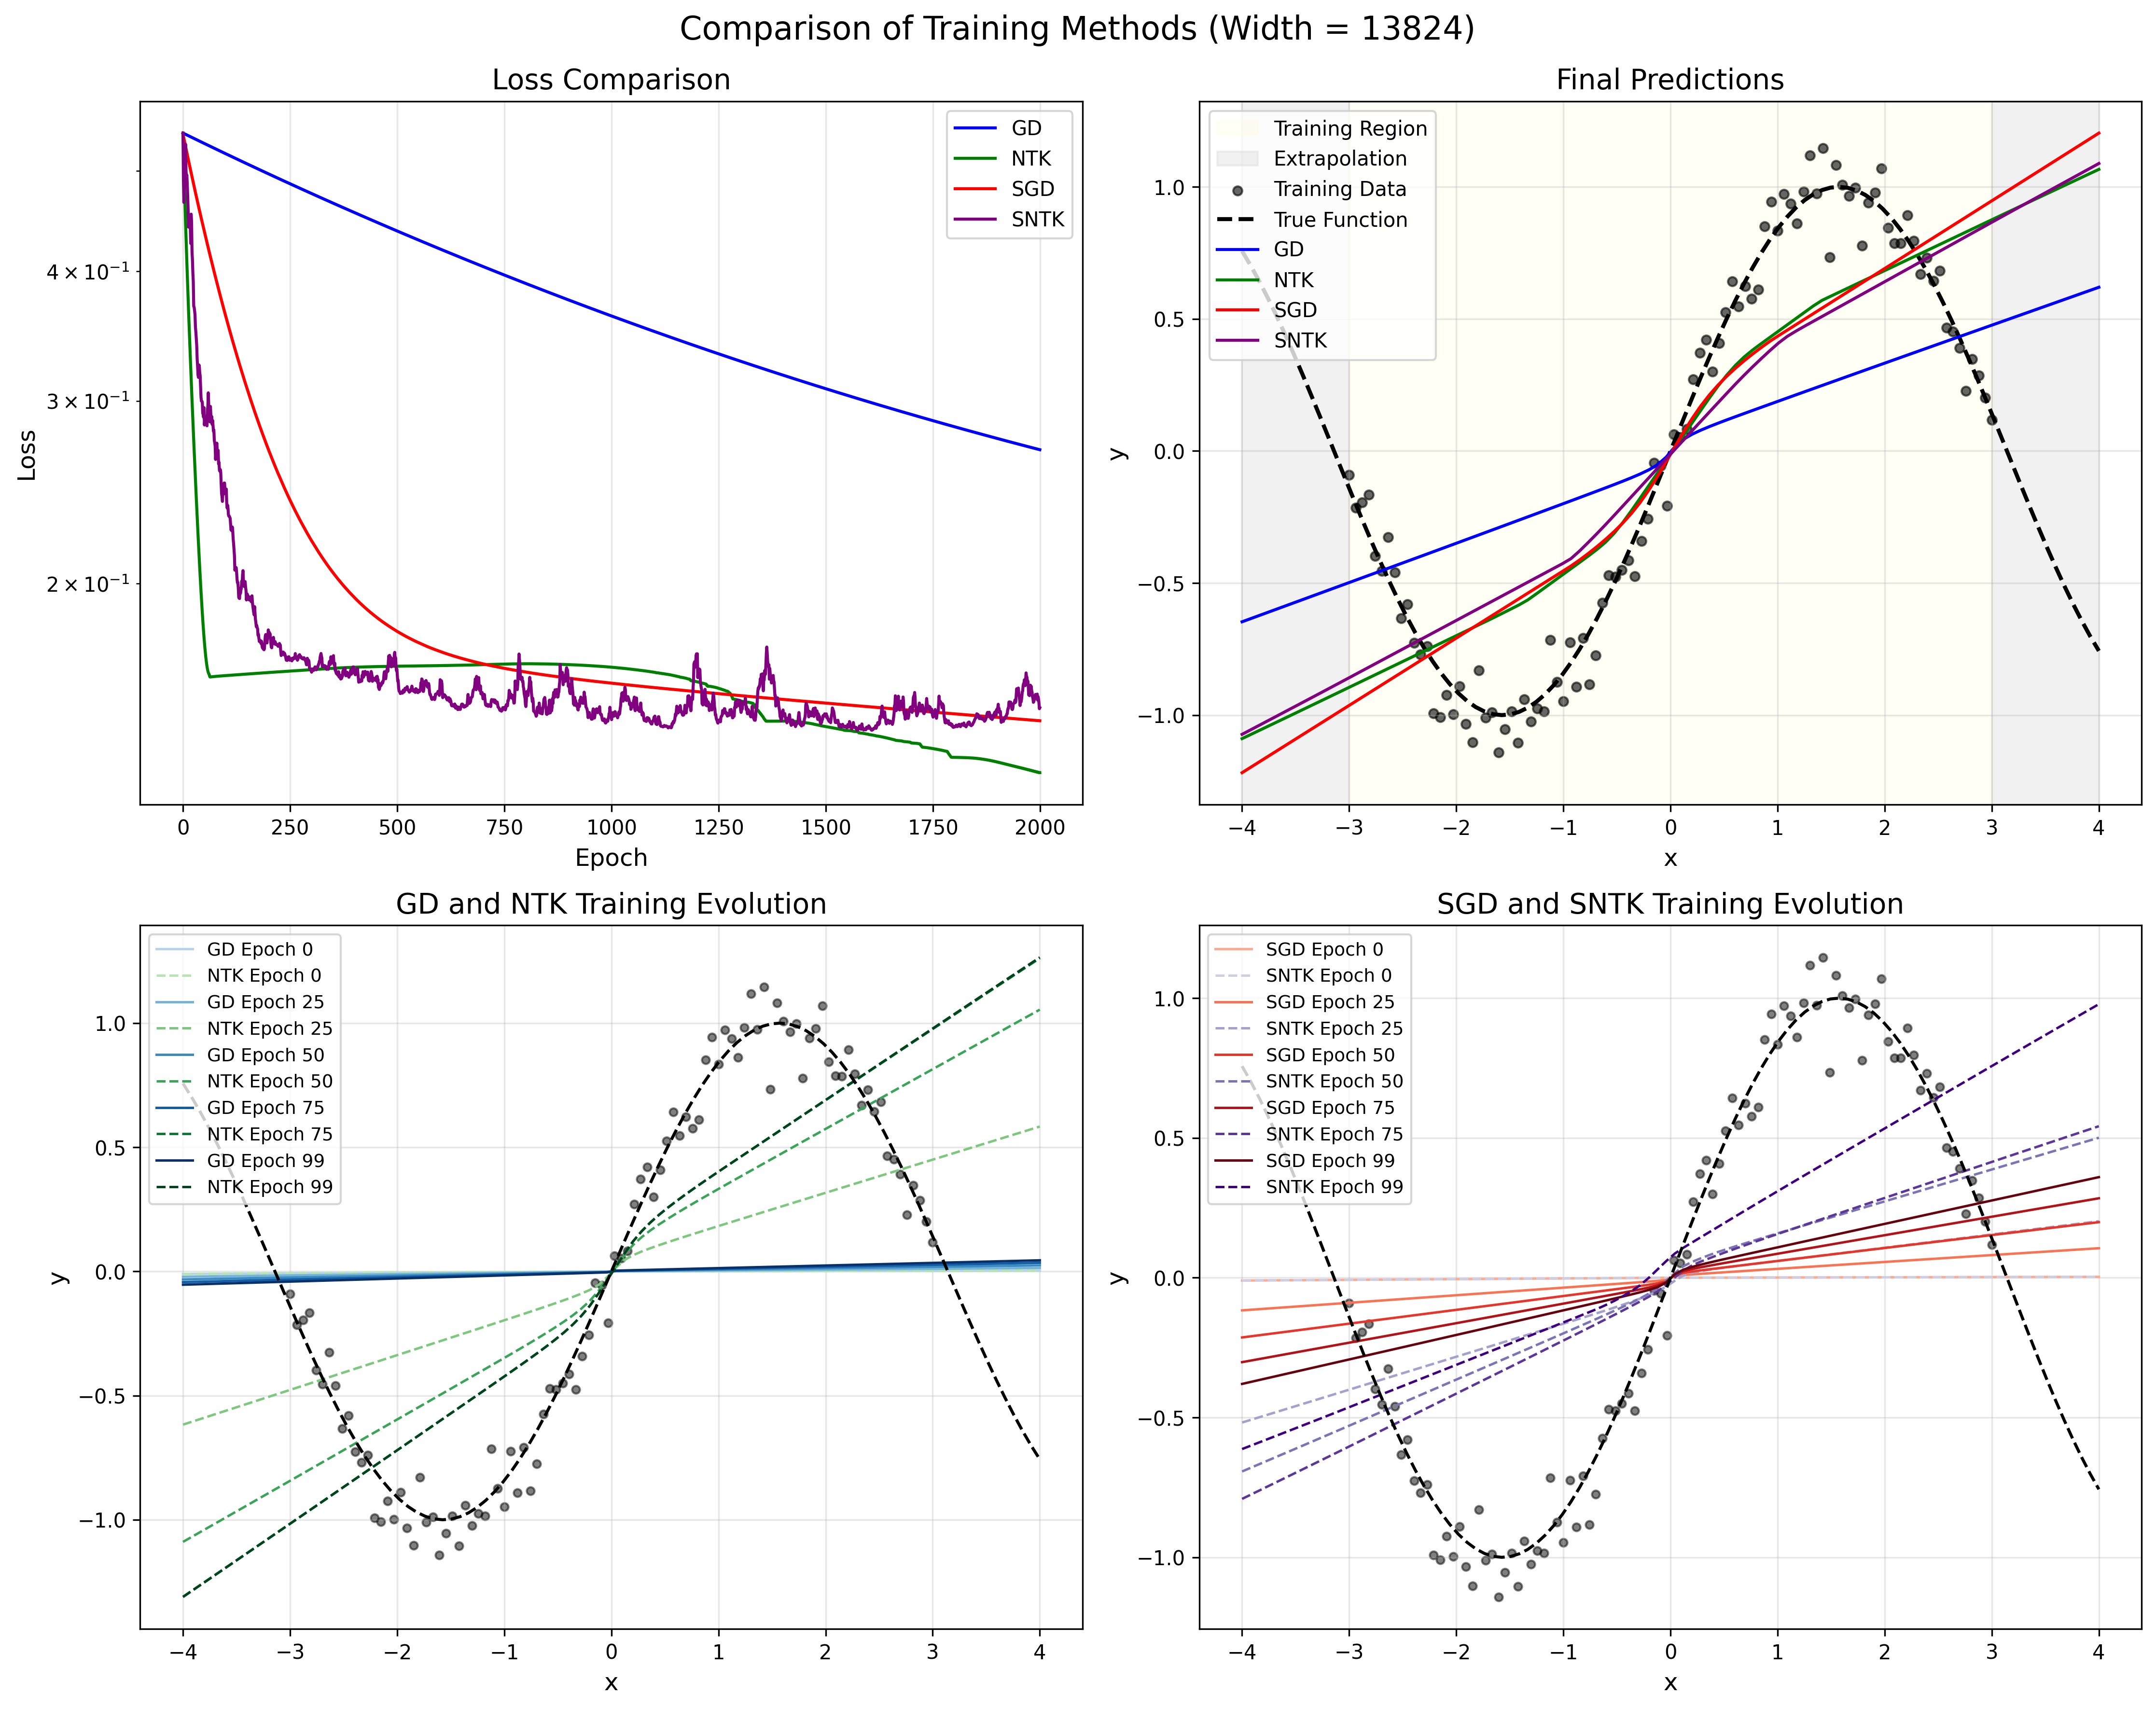 Comparison of Training Methods (Width = 13824)
Loss Comparison
GD
NTK
SGD
SNTK
4 × 10⁻¹
3 × 10⁻¹
2 × 10⁻¹
Loss
0 250 500 750 1000 1250 1500 1750 2000
Epoch
Final Predictions
Training Region
Extrapolation
Training Data
True Function
GD
NTK
SGD
SNTK
1.0
0.5
0.0
−0.5
−1.0
y
−4 −3 −2 −1 0 1 2 3 4
x
GD and NTK Training Evolution
GD Epoch 0
NTK Epoch 0
GD Epoch 25
NTK Epoch 25
GD Epoch 50
NTK Epoch 50
GD Epoch 75
NTK Epoch 75
GD Epoch 99
NTK Epoch 99
1.0
0.5
0.0
−0.5
−1.0
y
−4 −3 −2 −1 0 1 2 3 4
x
SGD and SNTK Training Evolution
SGD Epoch 0
SNTK Epoch 0
SGD Epoch 25
SNTK Epoch 25
SGD Epoch 50
SNTK Epoch 50
SGD Epoch 75
SNTK Epoch 75
SGD Epoch 99
SNTK Epoch 99
1.0
0.5
0.0
−0.5
−1.0
y
−4 −3 −2 −1 0 1 2 3 4
x